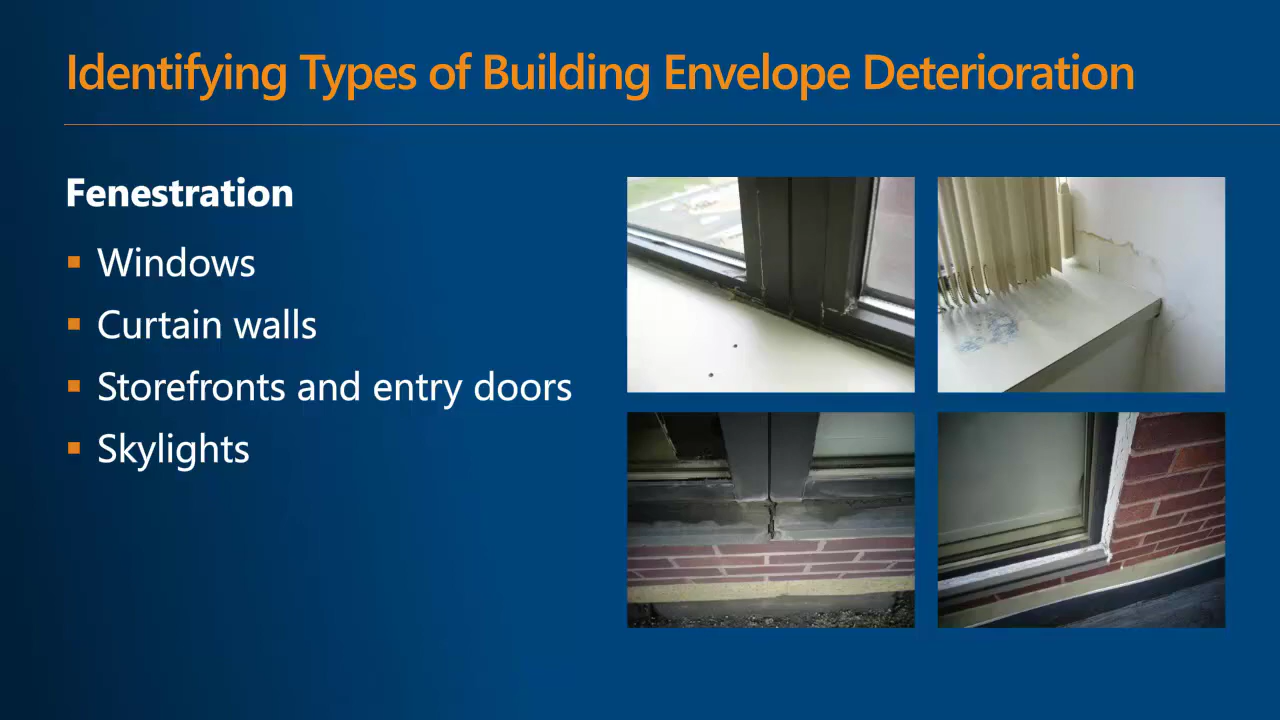 Identifying Types of Building Envelope Deterioration
Fenestration
Windows
Curtain walls
Storefronts and entry doors
Skylights